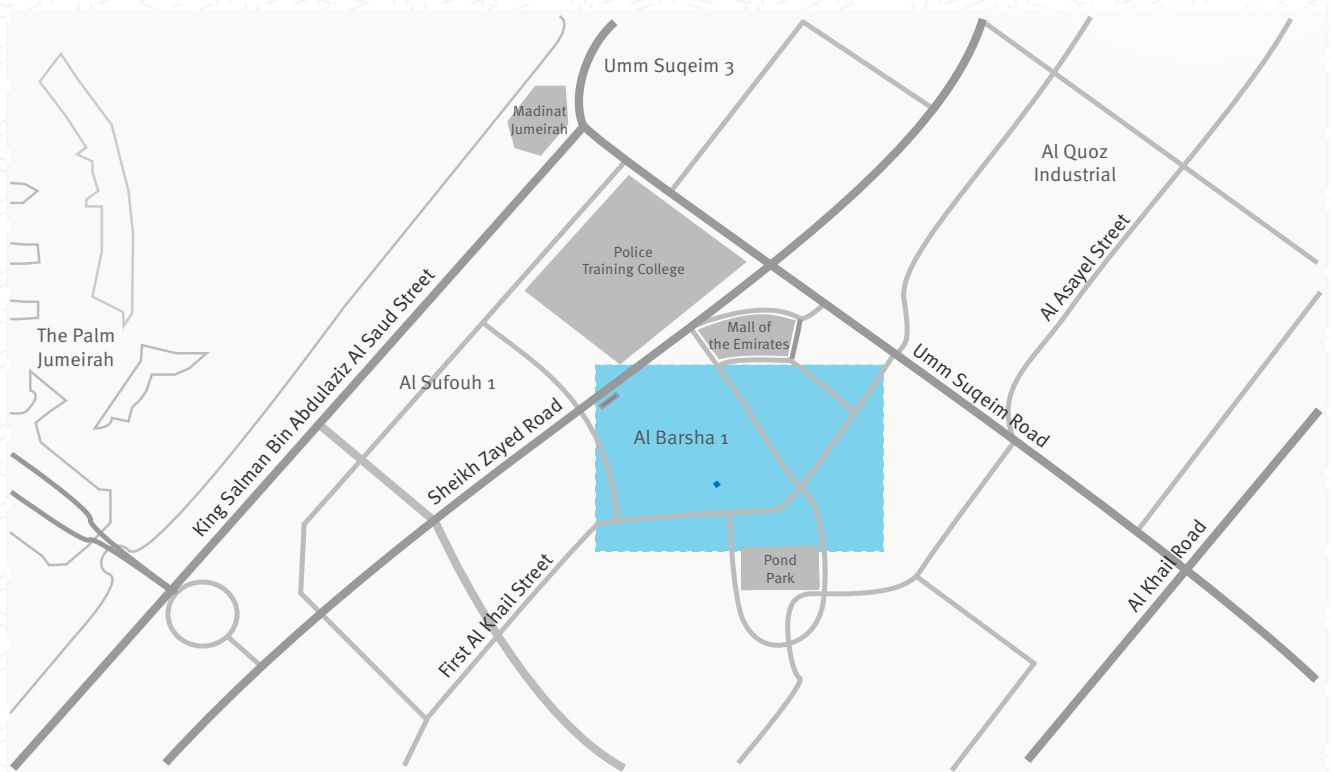 Umm Suqeim 3
Madinat
Jumeirah
Al Quoz
Industrial
Police
Training College
Al Asayel Street
King Salman Bin Abdulaziz Al Saud Street
The Palm
Jumeirah
Mall of
the Emirates
Al Sufouh 1
Umm Suqeim Road
Sheikh Zayed Road
Al Barsha 1
Pond
Park
Al Khail Road
First Al Khail Street